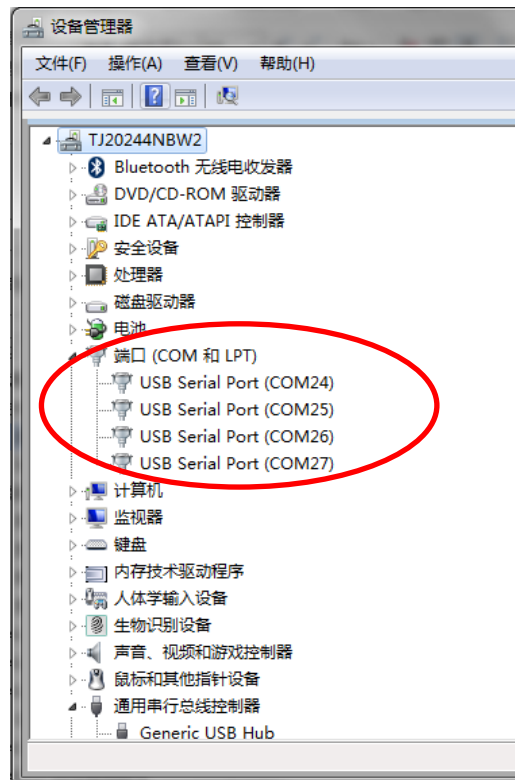 设备管理器
文件(F) 操作(A) 查看(V) 帮助(H)
TJ20244NBW2
Bluetooth 无线电收发器
DVD/CD-ROM 驱动器
IDE ATA/ATAPI 控制器
安全设备
处理器
磁盘驱动器
电池
端口 (COM 和 LPT)
USB Serial Port (COM24)
USB Serial Port (COM25)
USB Serial Port (COM26)
USB Serial Port (COM27)
计算机
监视器
键盘
内存技术驱动程序
人体学输入设备
生物识别设备
声音、视频和游戏控制器
鼠标和其他指针设备
通用串行总线控制器
Generic USB Hub